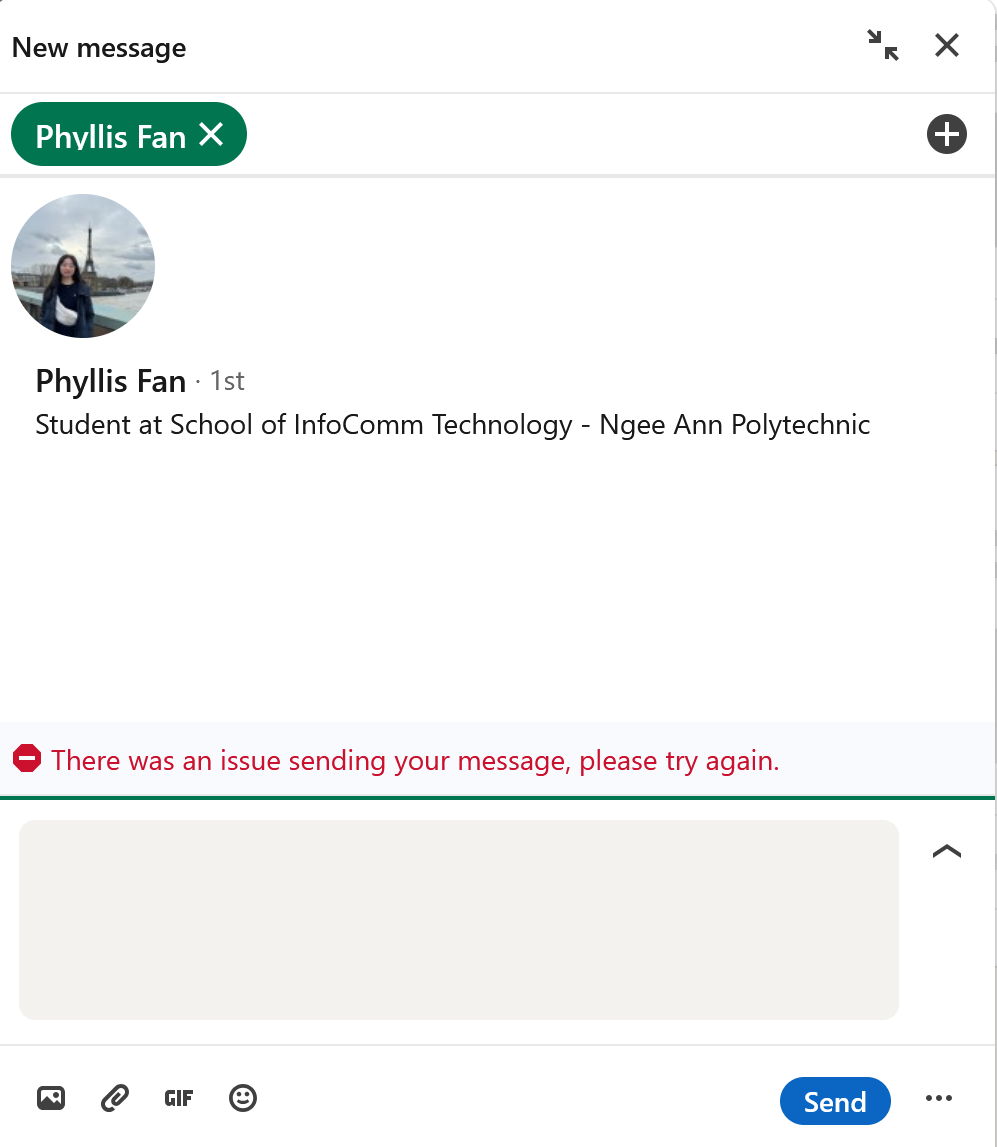 New message
Phyllis Fan
Phyllis Fan · 1st
Student at School of InfoComm Technology - Ngee Ann Polytechnic
There was an issue sending your message, please try again.
GIF
Send